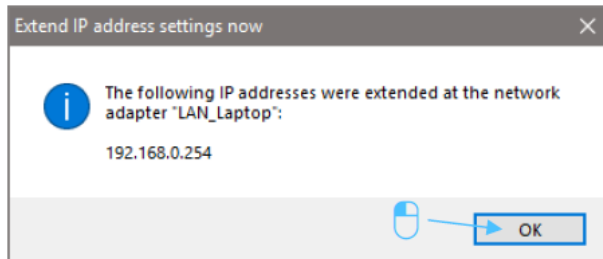 Extend IP address settings now
The following IP addresses were extended at the network
adapter "LAN_Laptop":
192.168.0.254
OK